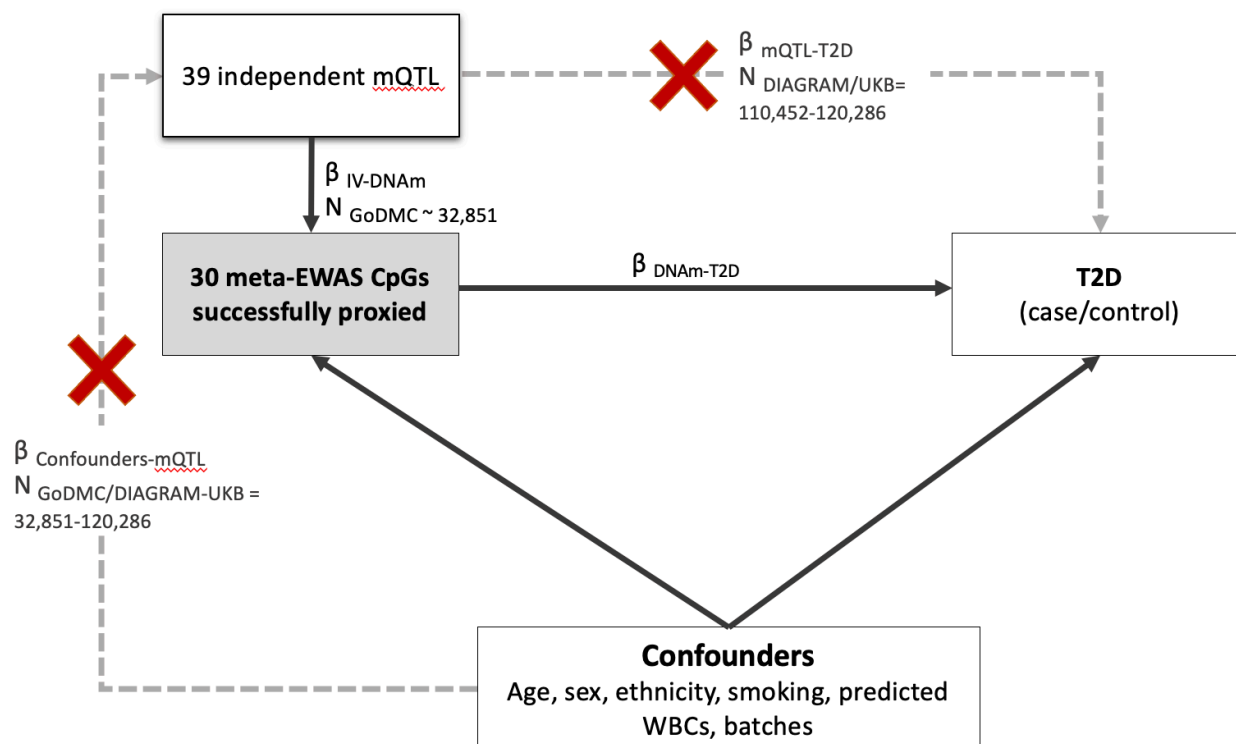 39 independent mQTL
β mQTL-T2D
N DIAGRAM/UKB=
110,452-120,286
β IV-DNAm
N GoDMC ~ 32,851
30 meta-EWAS CpGs
successfully proxied
β DNAm-T2D
T2D
(case/control)
β Confounders-mQTL
N GoDMC/DIAGRAM-UKB =
32,851-120,286
Confounders
Age, sex, ethnicity, smoking, predicted
WBCs, batches